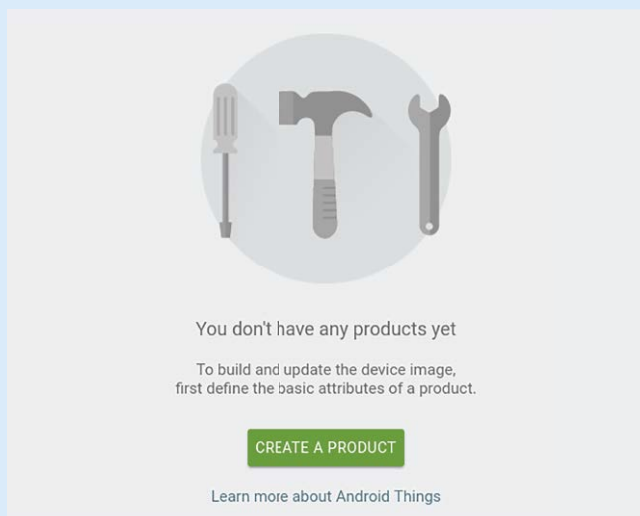 You don't have any products yet
To build and update the device image,
first define the basic attributes of a product.
CREATE A PRODUCT
Learn more about Android Things